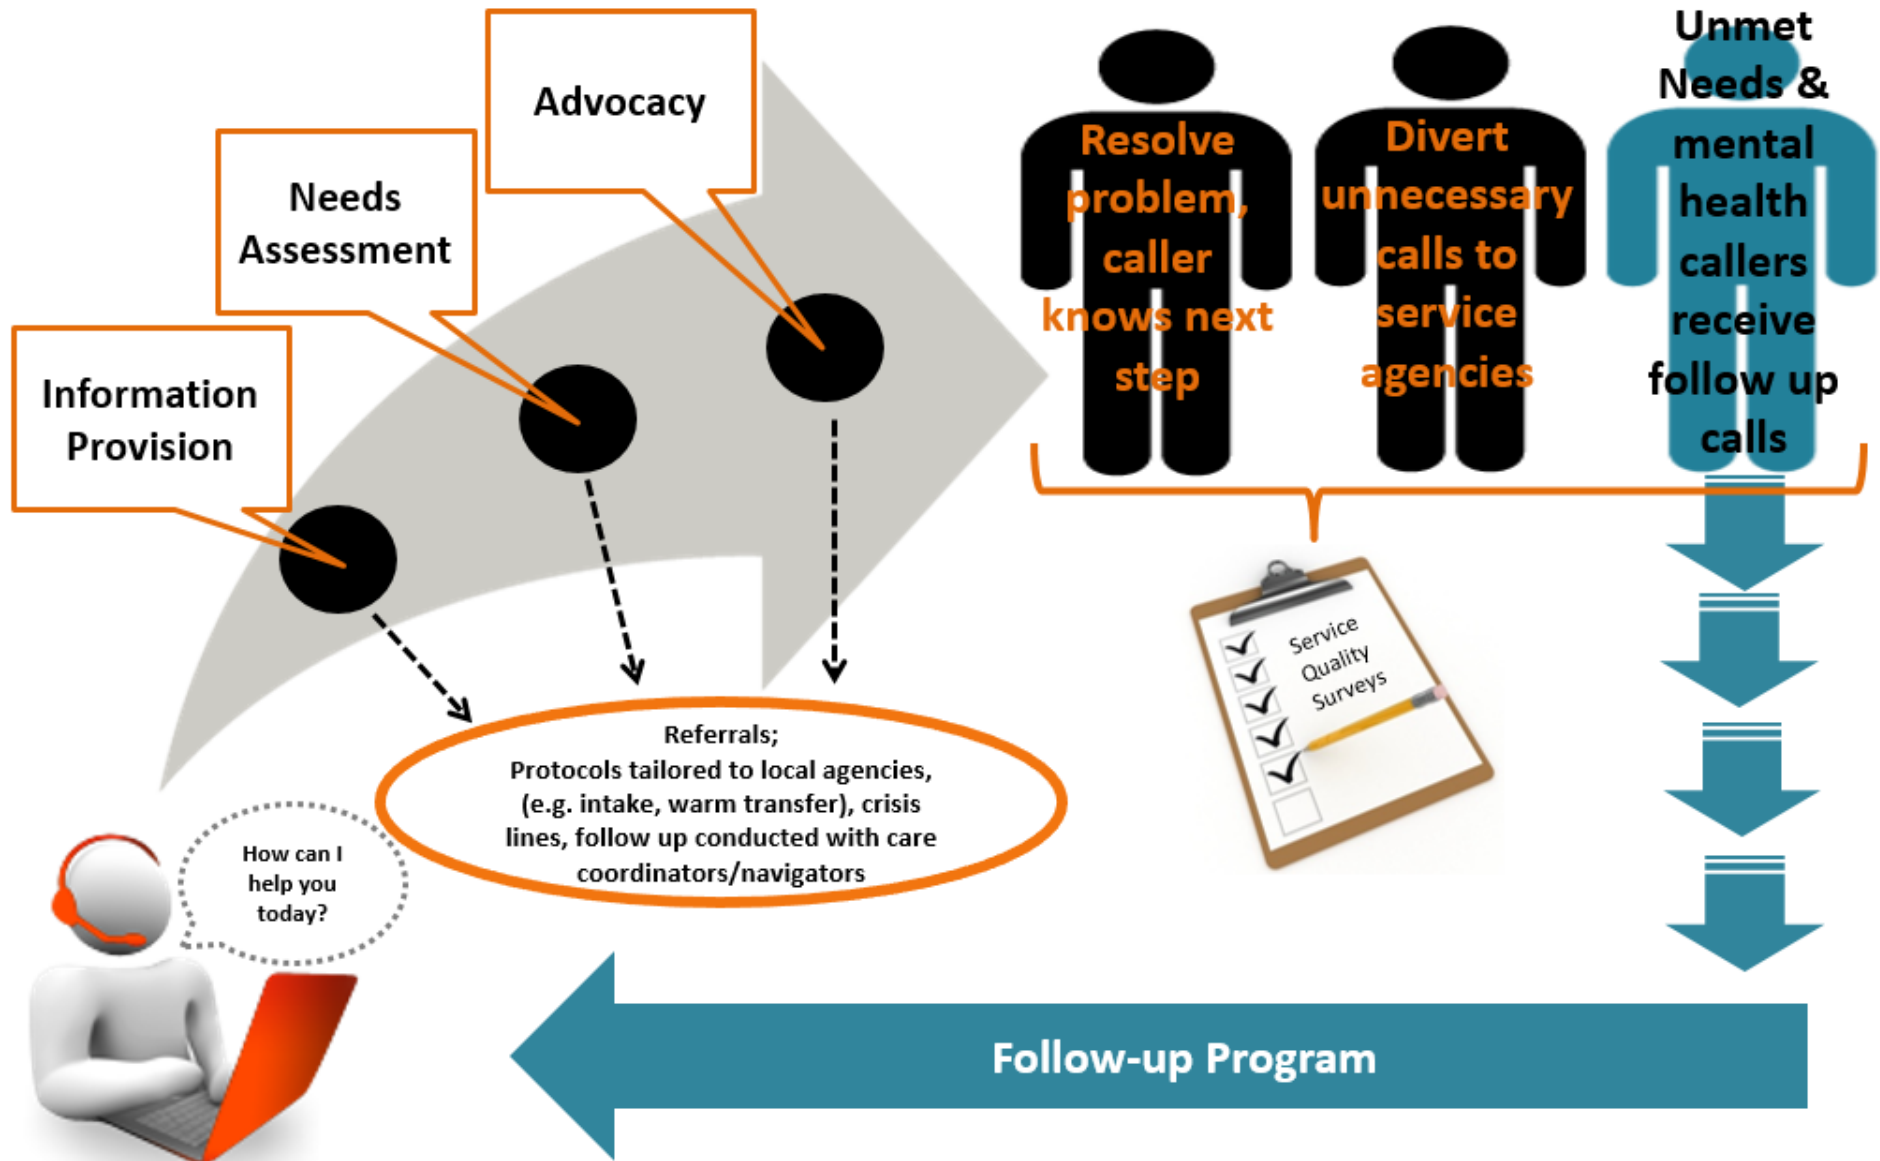 Advocacy
Needs
Assessment
Information
Provision
Resolve
problem,
caller
knows next
step
Divert
unnecessary
calls to
service
agencies
Unmet
Needs &
mental
health
callers
receive
follow up
calls
Service
Quality
Surveys
Referrals;
Protocols tailored to local agencies,
(e.g. intake, warm transfer), crisis
lines, follow up conducted with care
coordinators/navigators
How can I
help you
today?
Follow-up Program